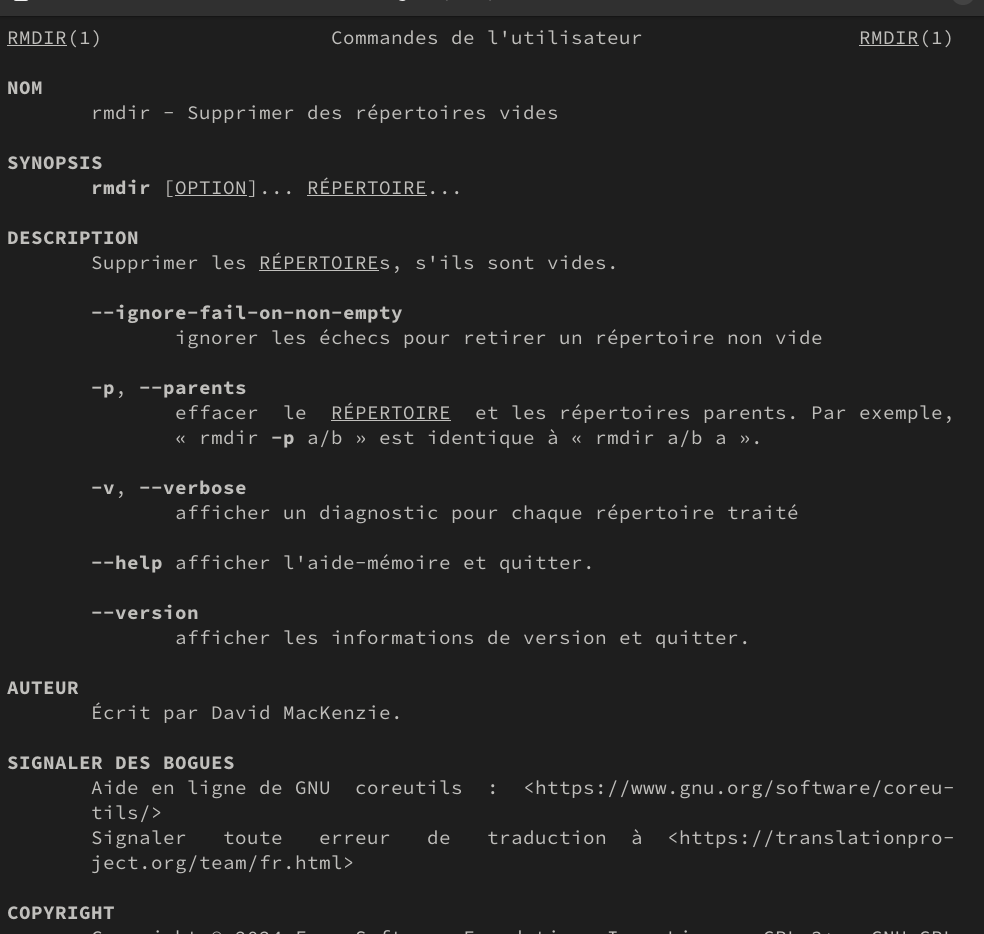 RMDIR(1) Commandes de l'utilisateur RMDIR(1)
NOM
rmdir - Supprimer des répertoires vides
SYNOPSIS
rmdir [OPTION]... RÉPERTOIRE...
DESCRIPTION
Supprimer les RÉPERTOIREs, s'ils sont vides.
--ignore-fail-on-non-empty
ignorer les échecs pour retirer un répertoire non vide
-p, --parents
effacer le RÉPERTOIRE et les répertoires parents. Par exemple,
« rmdir -p a/b » est identique à « rmdir a/b a ».
-v, --verbose
afficher un diagnostic pour chaque répertoire traité
--help afficher l'aide-mémoire et quitter.
--version
afficher les informations de version et quitter.
AUTEUR
Écrit par David MacKenzie.
SIGNALER DES BOGUES
Aide en ligne de GNU coreutils : <https://www.gnu.org/software/coreu-
tils/>
Signaler toute erreur de traduction à <https://translationpro-
ject.org/team/fr.html>
COPYRIGHT